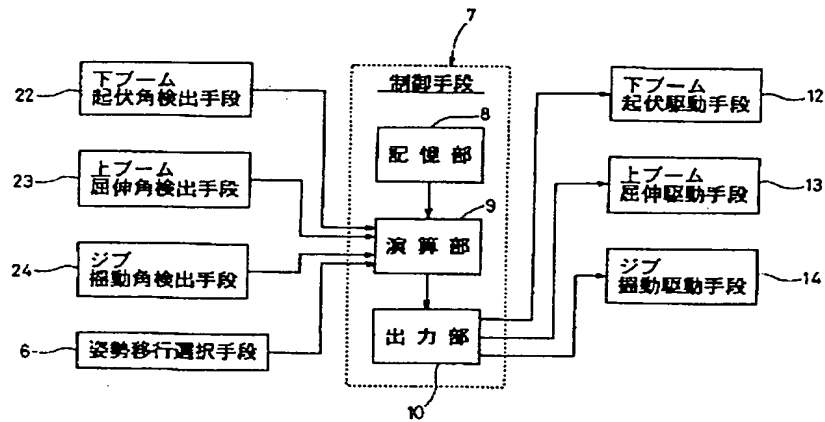 7
制御手段
22
下ブーム
起伏角検出手段
23
上ブーム
屈伸角検出手段
24
ジブ
揺動角検出手段
6
姿勢移行選択手段
8
記憶部
9
演算部
出力部
10
下ブーム
起伏駆動手段
12
上ブーム
屈伸駆動手段
13
ジブ
揺動駆動手段
14